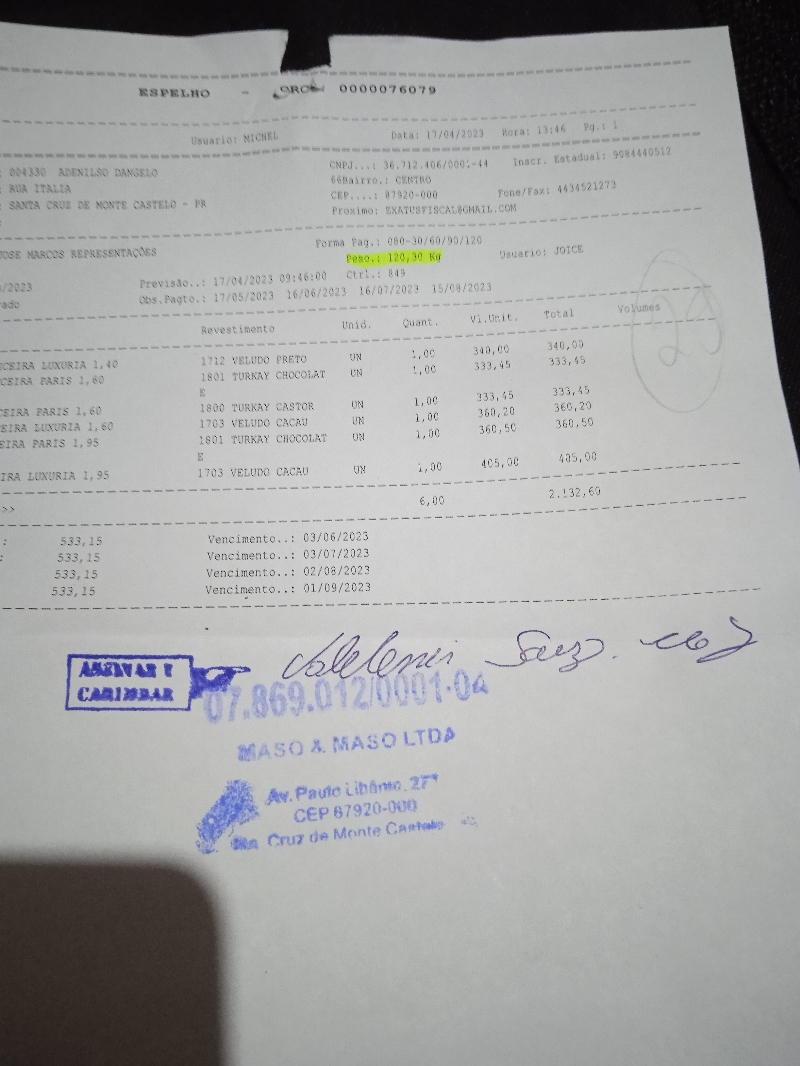 ESPELHO - ORC 0000076079
Usuario: MICHEL Data: 17/04/2023 Hora: 13:46 Pg.: 1
: 004330 ADENILSO DANGELO CNPJ...: 36.712.406/0001-44 Inscr. Estadual: 9084440512
: RUA ITALIA 66Bairro.: CENTRO
: SANTA CRUZ DE MONTE CASTELO - PR CEP....: 87920-000 Fone/Fax: 4434521273
Proximo: EXATUSFISCAL@GMAIL.COM
JOSE MARCOS REPRESENTAÇÕES Forma Pag.: 080-30/60/90/120
Peso.: 120,30 Kg Usuario: JOICE
/2023 Previsão..: 17/04/2023 09:46:00 Ctrl.: 849
rado Obs.Pagto.: 17/05/2023 16/06/2023 16/07/2023 15/08/2023
Revestimento Unid. Quant. Vl.Unit. Total Volumes
CEIRA LUXURIA 1,40 1712 VELUDO PRETO UN 1,00 340,00 340,00
CEIRA PARIS 1,60 1801 TURKAY CHOCOLAT UN 1,00 333,45 333,45
E
CEIRA PARIS 1,60 1800 TURKAY CASTOR UN 1,00 333,45 333,45
EIRA LUXURIA 1,60 1703 VELUDO CACAU UN 1,00 360,20 360,20
EIRA PARIS 1,95 1801 TURKAY CHOCOLAT UN 1,00 360,50 360,50
E
IRA LUXURIA 1,95 1703 VELUDO CACAU UN 1,00 405,00 405,00
>> 6,00 2.132,60
: 533,15 Vencimento..: 03/06/2023
: 533,15 Vencimento..: 03/07/2023
533,15 Vencimento..: 02/08/2023
533,15 Vencimento..: 01/09/2023
ASSINAR E
CARIMBAR
07.869.012/0001-04
MASO & MASO LTDA
Av. Paulo Libânio, 27
CEP 87920-000
Sta. Cruz de Monte Castelo